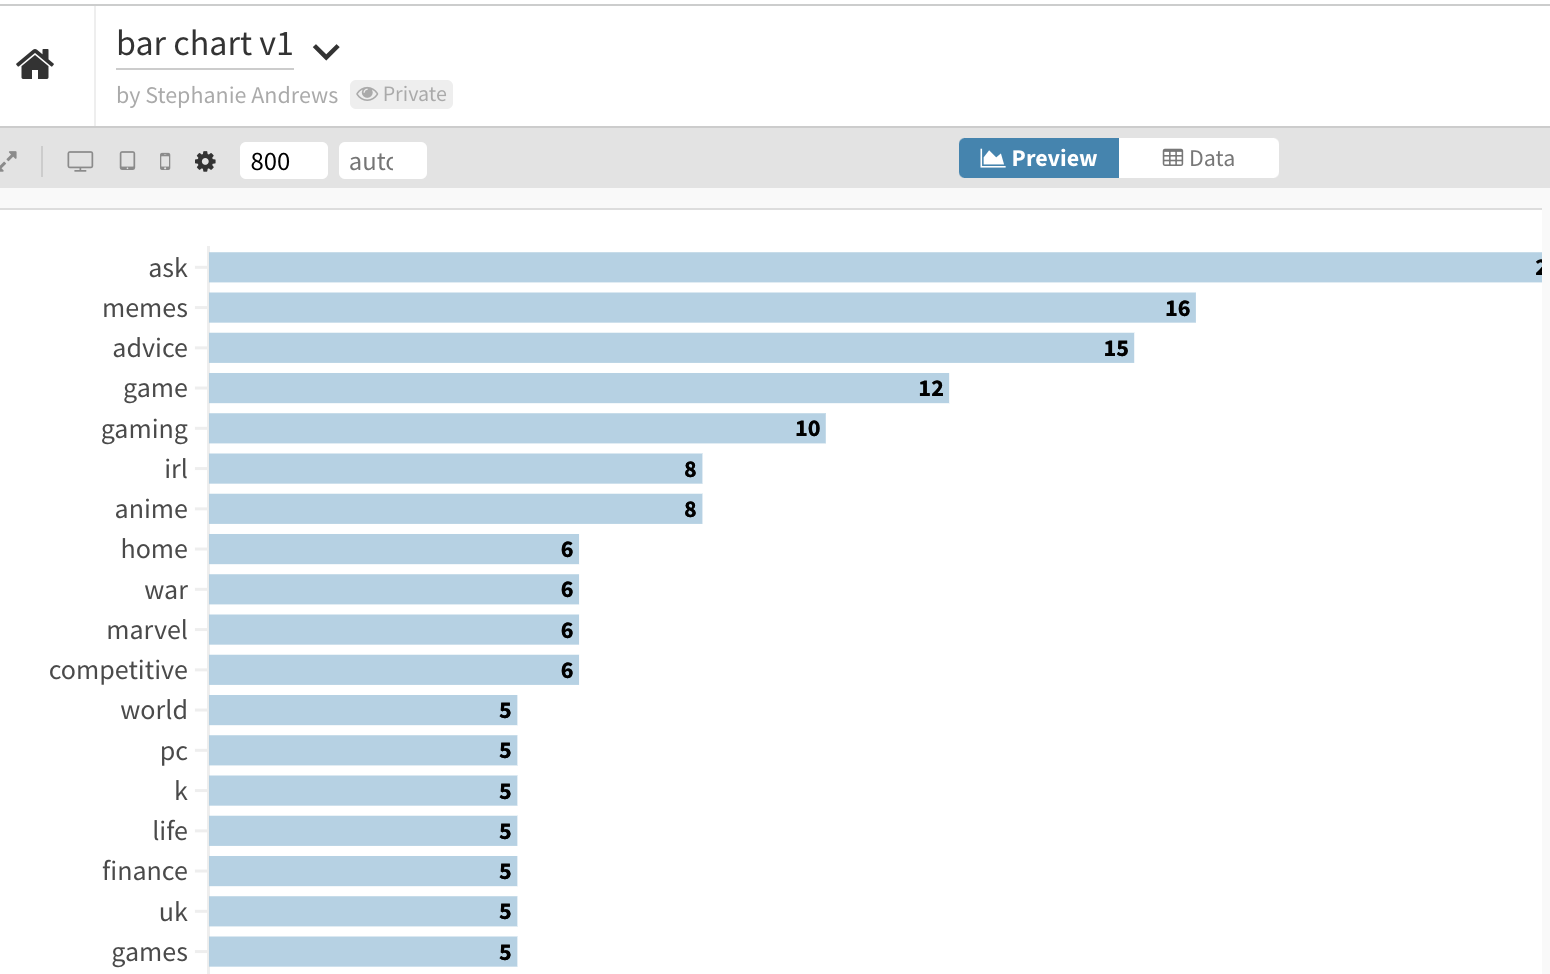 bar chart v1
by Stephanie Andrews Private
800 auto Preview Data
ask
memes 16
advice 15
game 12
gaming 10
irl 8
anime 8
home 6
war 6
marvel 6
competitive 6
world 5
pc 5
k 5
life 5
finance 5
uk 5
games 5